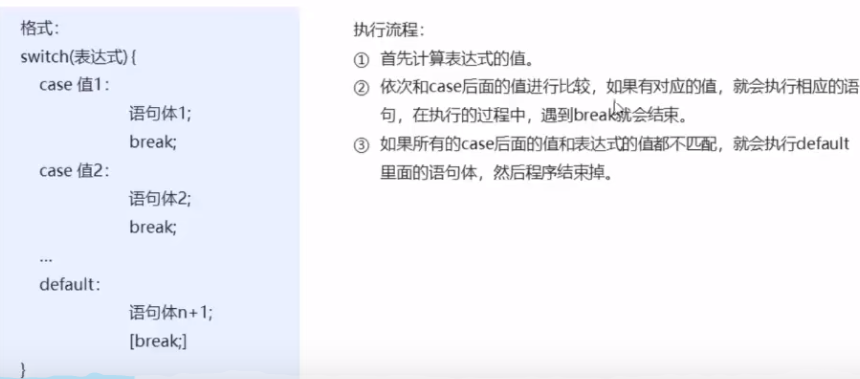 格式：
switch(表达式) {
case 值1：
语句体1;
break;
case 值2：
语句体2;
break;
…
default：
语句体n+1;
[break;]
}
执行流程：
① 首先计算表达式的值。
② 依次和case后面的值进行比较，如果有对应的值，就会执行相应的语
句，在执行的过程中，遇到break就会结束。
③ 如果所有的case后面的值和表达式的值都不匹配，就会执行default
里面的语句体，然后程序结束掉。